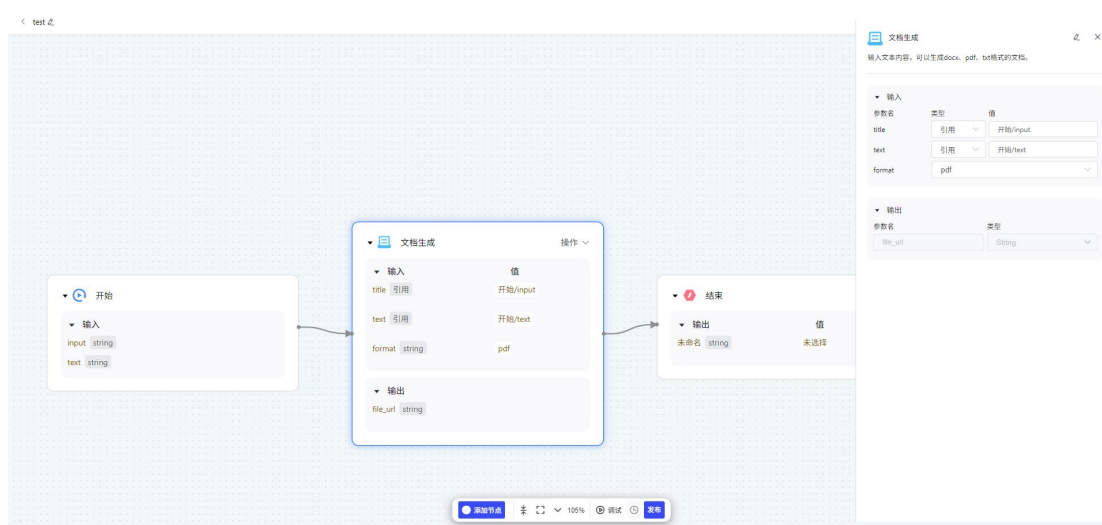 test
开始
输入
input string
text string
文档生成 操作
输入 值
title 引用 开始/input
text 引用 开始/text
format string pdf
输出
file_url string
结束
输出 值
未命名 string 未选择
添加节点 105% 调试 发布
文档生成
输入文本内容，可以生成docx、pdf、txt格式的文档。
输入
参数名 类型 值
title 引用 开始/input
text 引用 开始/text
format pdf
输出
参数名 类型
file_url String